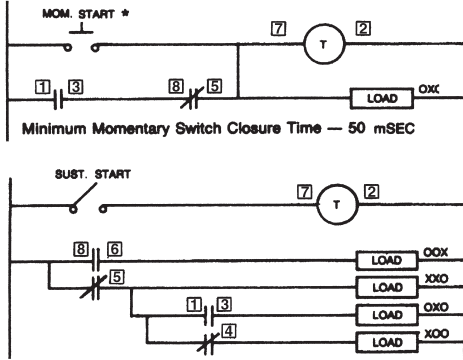 MOM. START *
7 T 2
1 3 8 5 LOAD OXO
Minimum Momentary Switch Closure Time — 50 mSEC
SUST. START
7 T 2
8 6 LOAD OOX
5 LOAD XXO
1 3 LOAD OXO
4 LOAD XOO